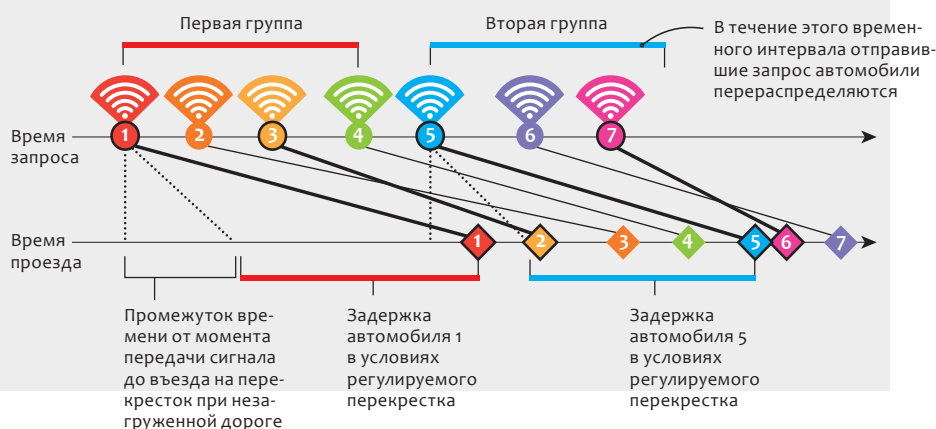 Первая группа
Вторая группа
В течение этого времен-
ного интервала отправив-
шие запрос автомобили
перераспределяются
Время
запроса
1 2 3 4 5 6 7
Время
проезда
1 2 3 4 5 6 7
Промежуток вре-
мени от момента
передачи сигнала
до въезда на пере-
кресток при неза-
груженной дороге
Задержка
автомобиля 1
в условиях
регулируемого
перекрестка
Задержка
автомобиля 5
в условиях
регулируемого
перекрестка